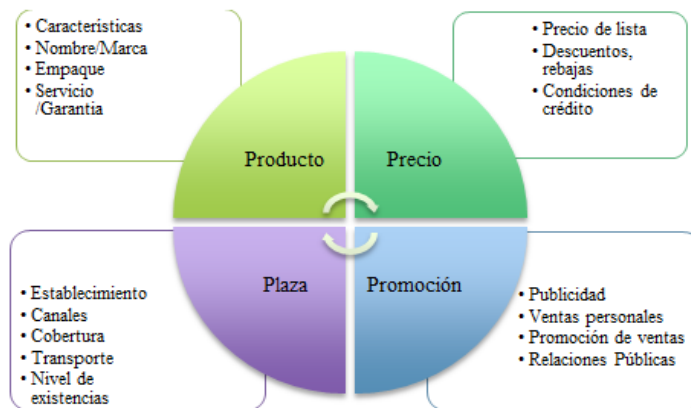 • Características
• Nombre/Marca
• Empaque
• Servicio
/Garantia
• Precio de lista
• Descuentos,
rebajas
• Condiciones de
crédito
Producto
Precio
Plaza
Promoción
• Establecimiento
• Canales
• Cobertura
• Transporte
• Nivel de
existencias
• Publicidad
• Ventas personales
• Promoción de ventas
• Relaciones Públicas